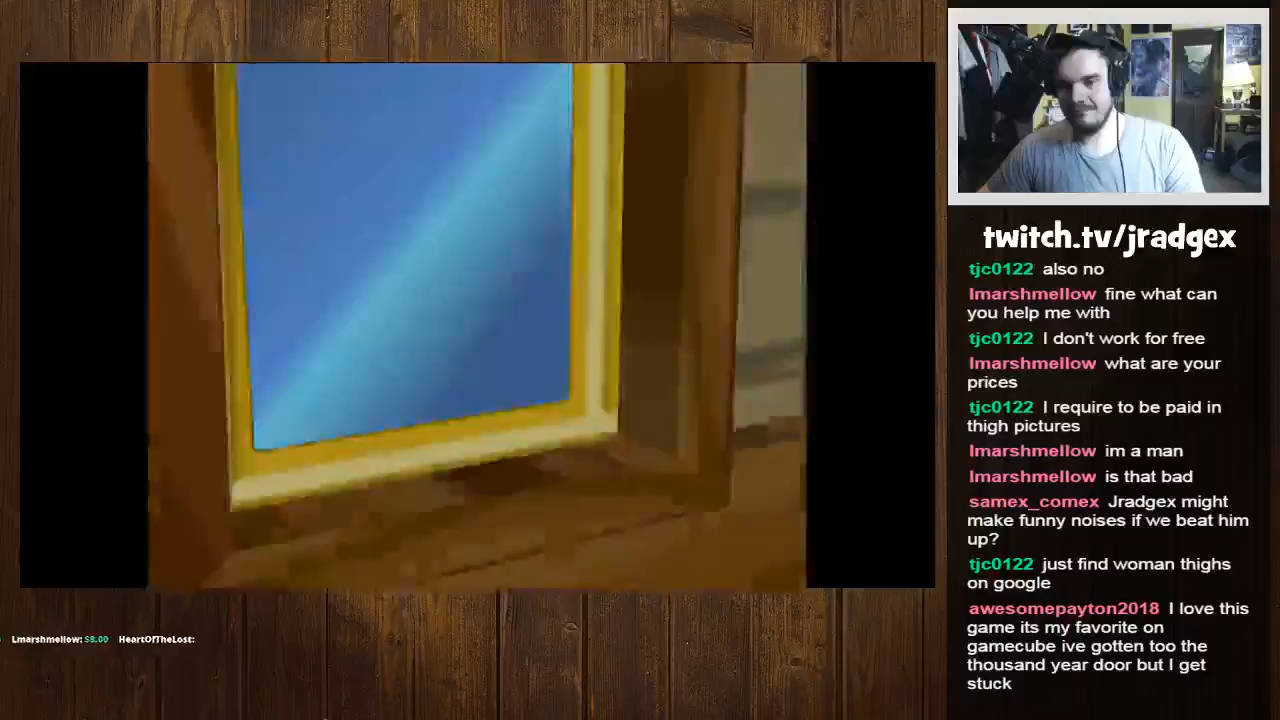 twitch.tv/jradgex
tjc0122 also no
lmarshmellow fine what can
you help me with
tjc0122 I don't work for free
lmarshmellow what are your
prices
tjc0122 I require to be paid in
thigh pictures
lmarshmellow im a man
lmarshmellow is that bad
samex_comex Jradgex might
make funny noises if we beat him
up?
tjc0122 just find woman thighs
on google
awesomepayton2018 I love this
game its my favorite on
gamecube ive gotten too the
thousand year door but I get
stuck
Lmarshmellow: $8.00 HeartOfTheLost: